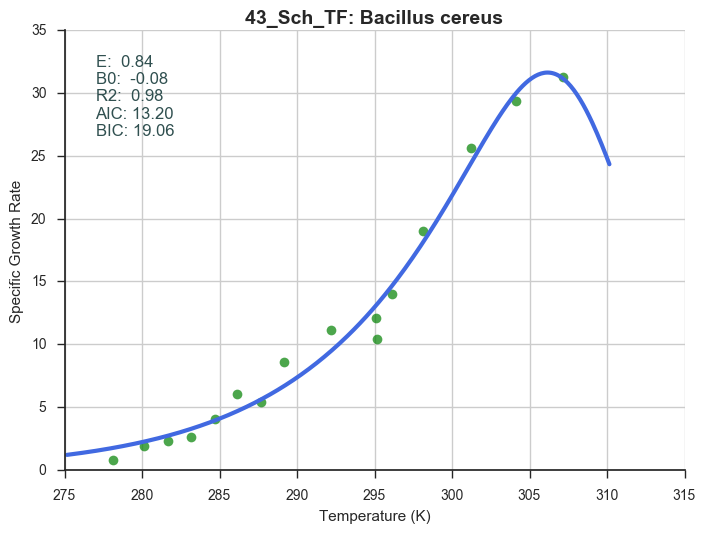 43_Sch_TF: Bacillus cereus
E:  0.84
B0:  -0.08
R2:  0.98
AIC: 13.20
BIC: 19.06
Specific Growth Rate
35
30
25
20
15
10
5
0
275 280 285 290 295 300 305 310 315
Temperature (K)